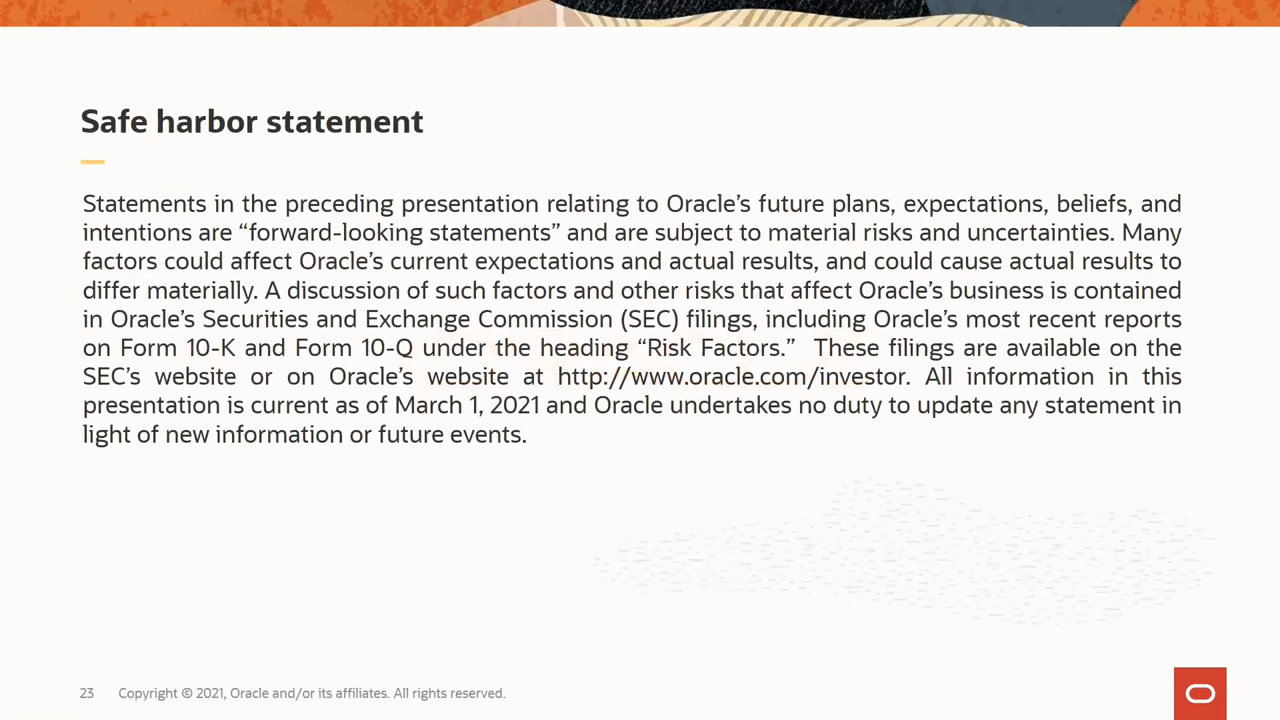 Safe harbor statement
Statements in the preceding presentation relating to Oracle’s future plans, expectations, beliefs, and
intentions are “forward-looking statements” and are subject to material risks and uncertainties. Many
factors could affect Oracle’s current expectations and actual results, and could cause actual results to
differ materially. A discussion of such factors and other risks that affect Oracle’s business is contained
in Oracle’s Securities and Exchange Commission (SEC) filings, including Oracle’s most recent reports
on Form 10-K and Form 10-Q under the heading “Risk Factors.”  These filings are available on the
SEC’s website or on Oracle’s website at http://www.oracle.com/investor. All information in this
presentation is current as of March 1, 2021 and Oracle undertakes no duty to update any statement in
light of new information or future events.
23 Copyright © 2021, Oracle and/or its affiliates. All rights reserved.